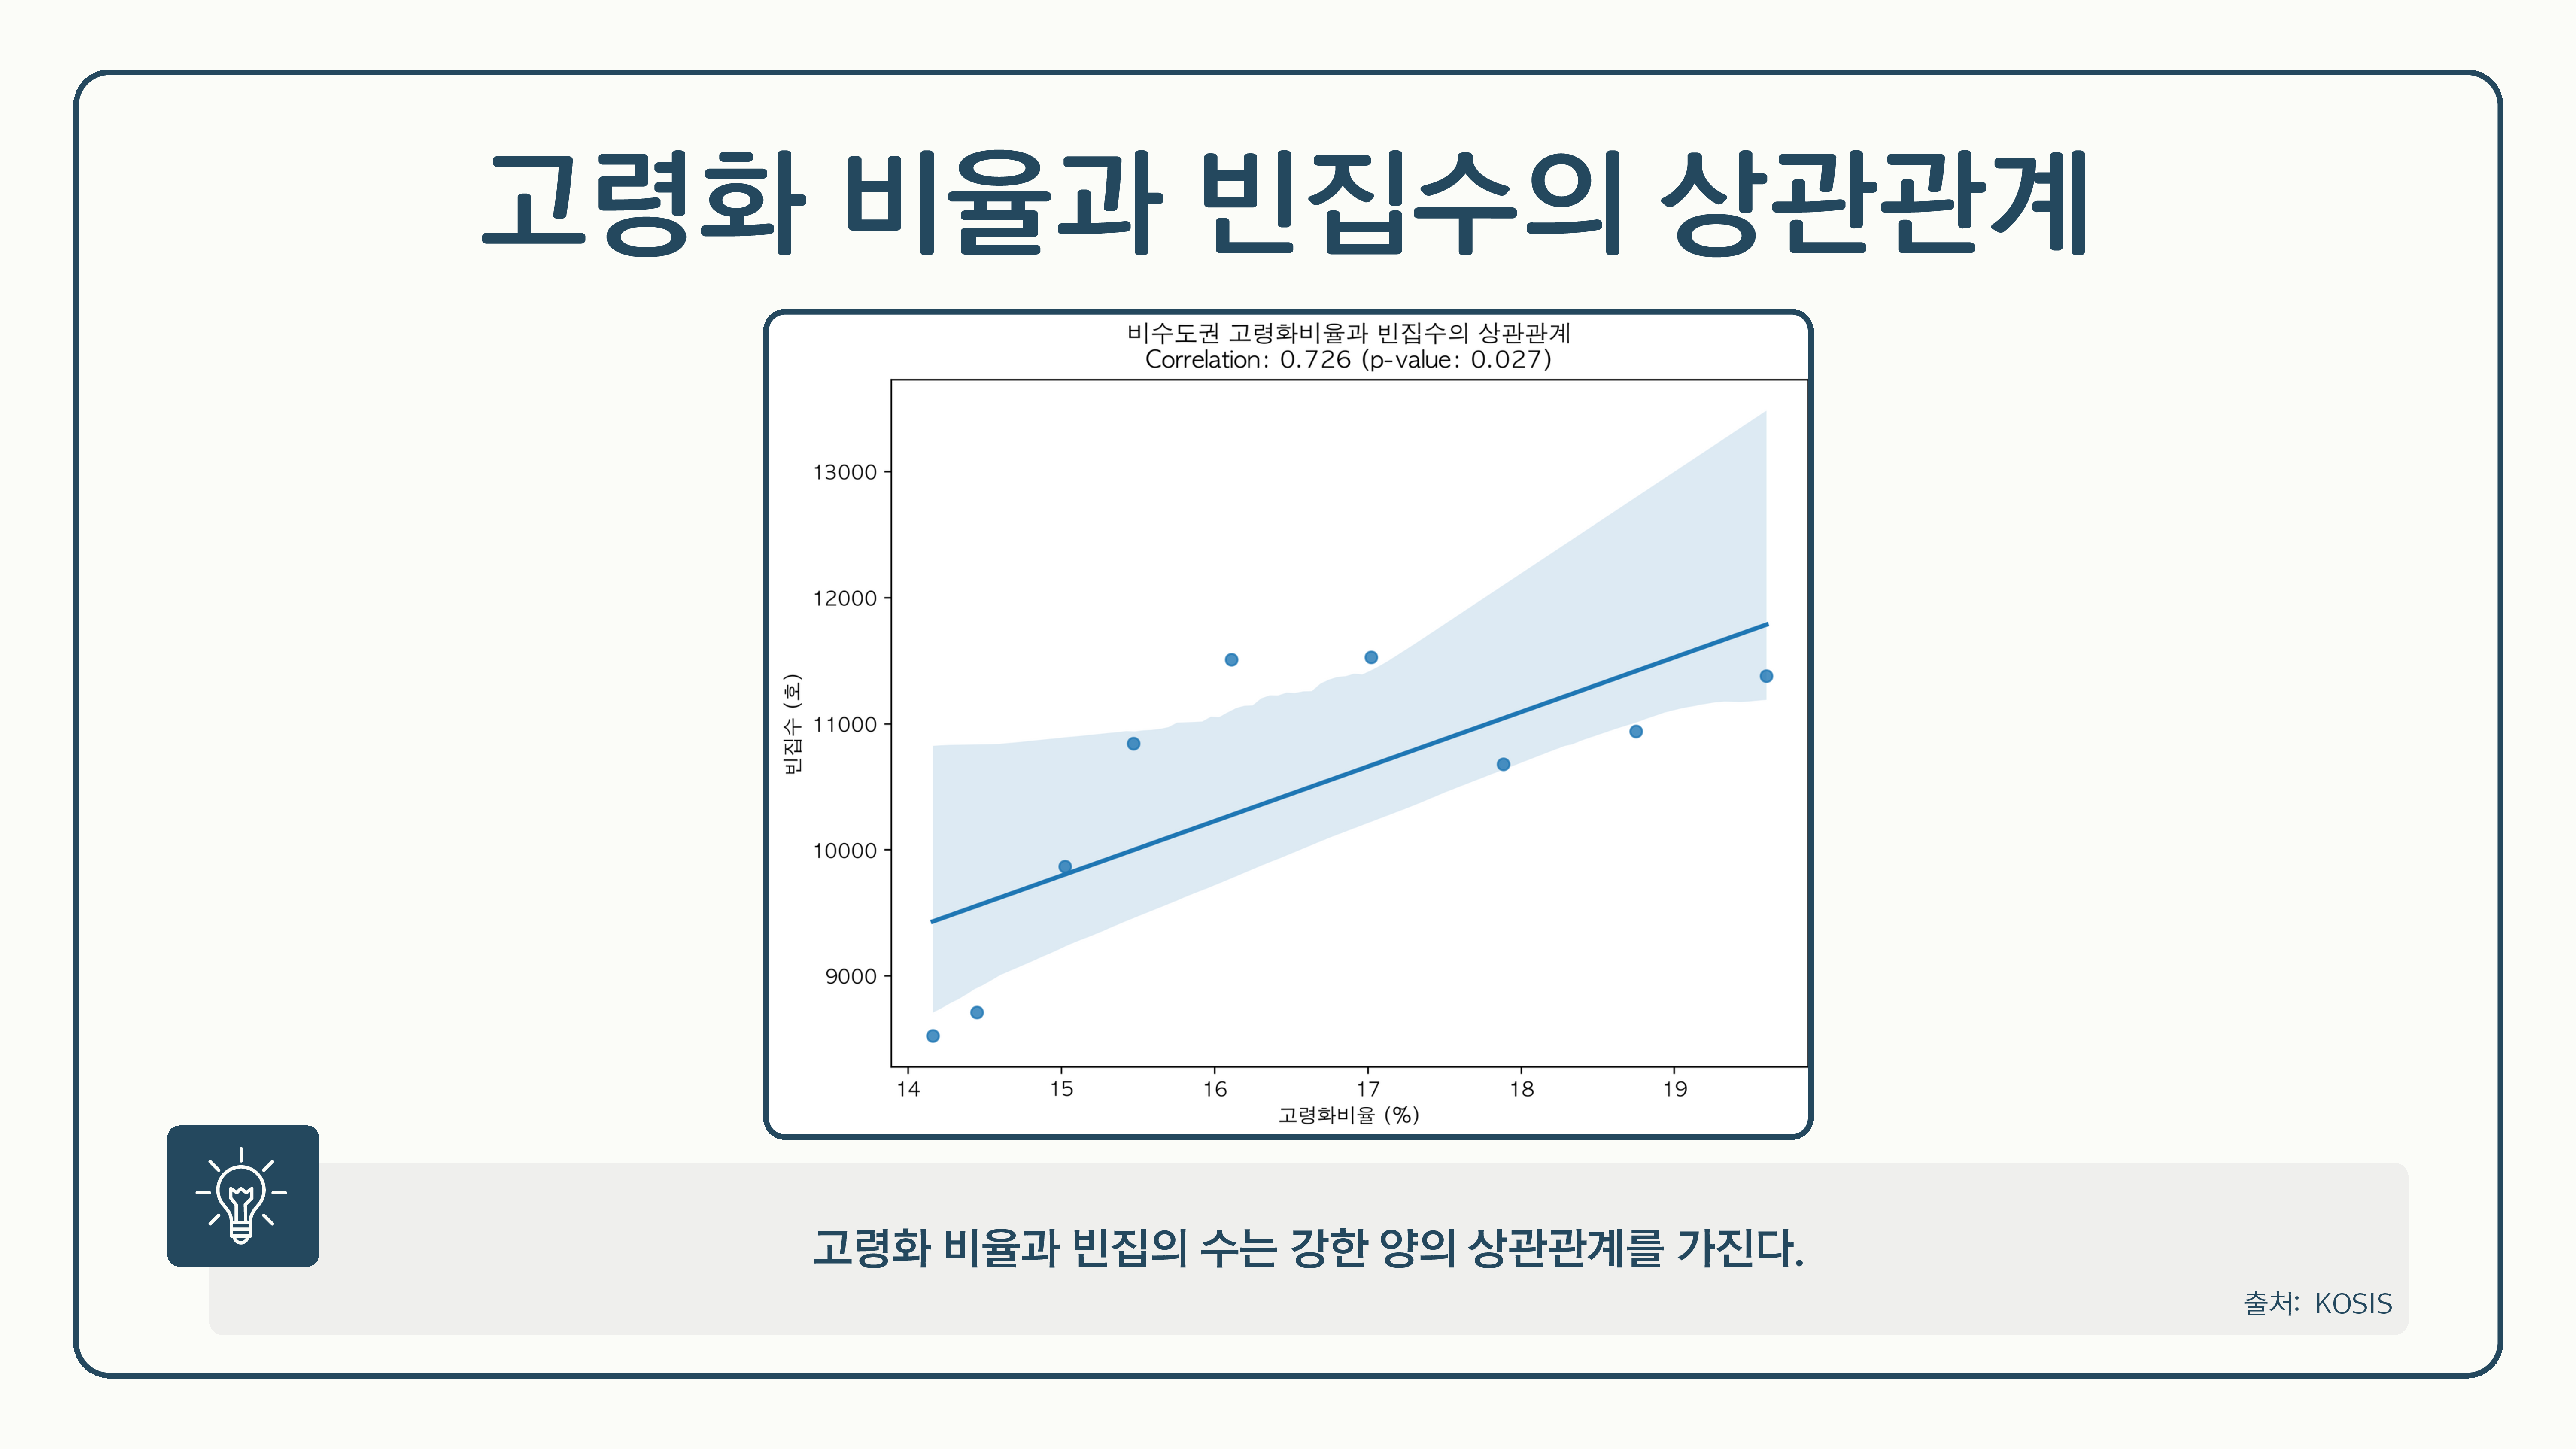 고령화 비율과 빈집수의 상관관계
비수도권 고령화비율과 빈집수의 상관관계
Correlation: 0.726 (p-value: 0.027)
13000
12000
11000
10000
9000
빈집수 (호)
14 15 16 17 18 19
고령화비율 (%)
고령화 비율과 빈집의 수는 강한 양의 상관관계를 가진다.
출처: KOSIS